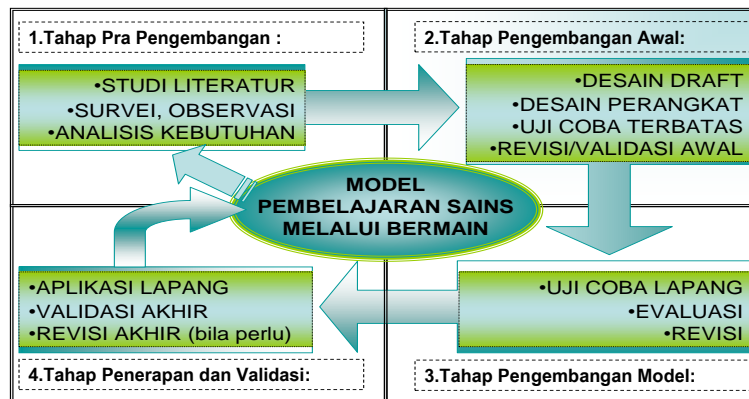 1.Tahap Pra Pengembangan :
•STUDI LITERATUR
•SURVEI, OBSERVASI
•ANALISIS KEBUTUHAN
2.Tahap Pengembangan Awal:
•DESAIN DRAFT
•DESAIN PERANGKAT
•UJI COBA TERBATAS
•REVISI/VALIDASI AWAL
MODEL
PEMBELAJARAN SAINS
MELALUI BERMAIN
•UJI COBA LAPANG
•EVALUASI
•REVISI
3.Tahap Pengembangan Model:
•APLIKASI LAPANG
•VALIDASI AKHIR
•REVISI AKHIR (bila perlu)
4.Tahap Penerapan dan Validasi: